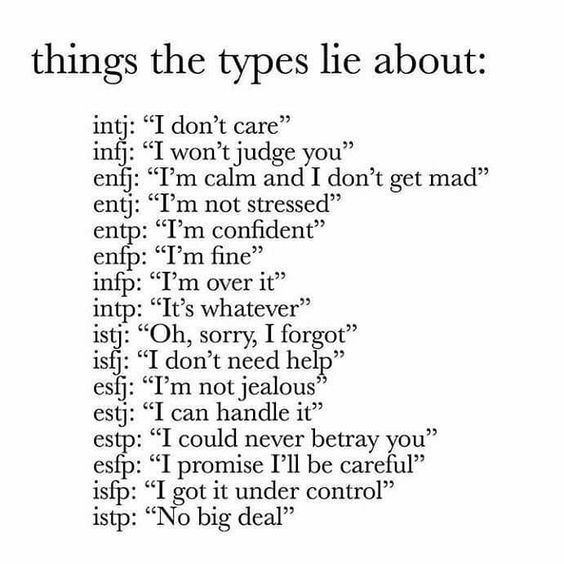 things the types lie about:
intj: “I don’t care”
infj: “I won’t judge you”
enfj: “I’m calm and I don’t get mad”
entj: “I’m not stressed”
entp: “I’m confident”
enfp: “I’m fine”
infp: “I’m over it”
intp: “It’s whatever”
istj: “Oh, sorry, I forgot”
isfj: “I don’t need help”
esfj: “I’m not jealous”
estj: “I can handle it”
estp: “I could never betray you”
esfp: “I promise I’ll be careful”
isfp: “I got it under control”
istp: “No big deal”